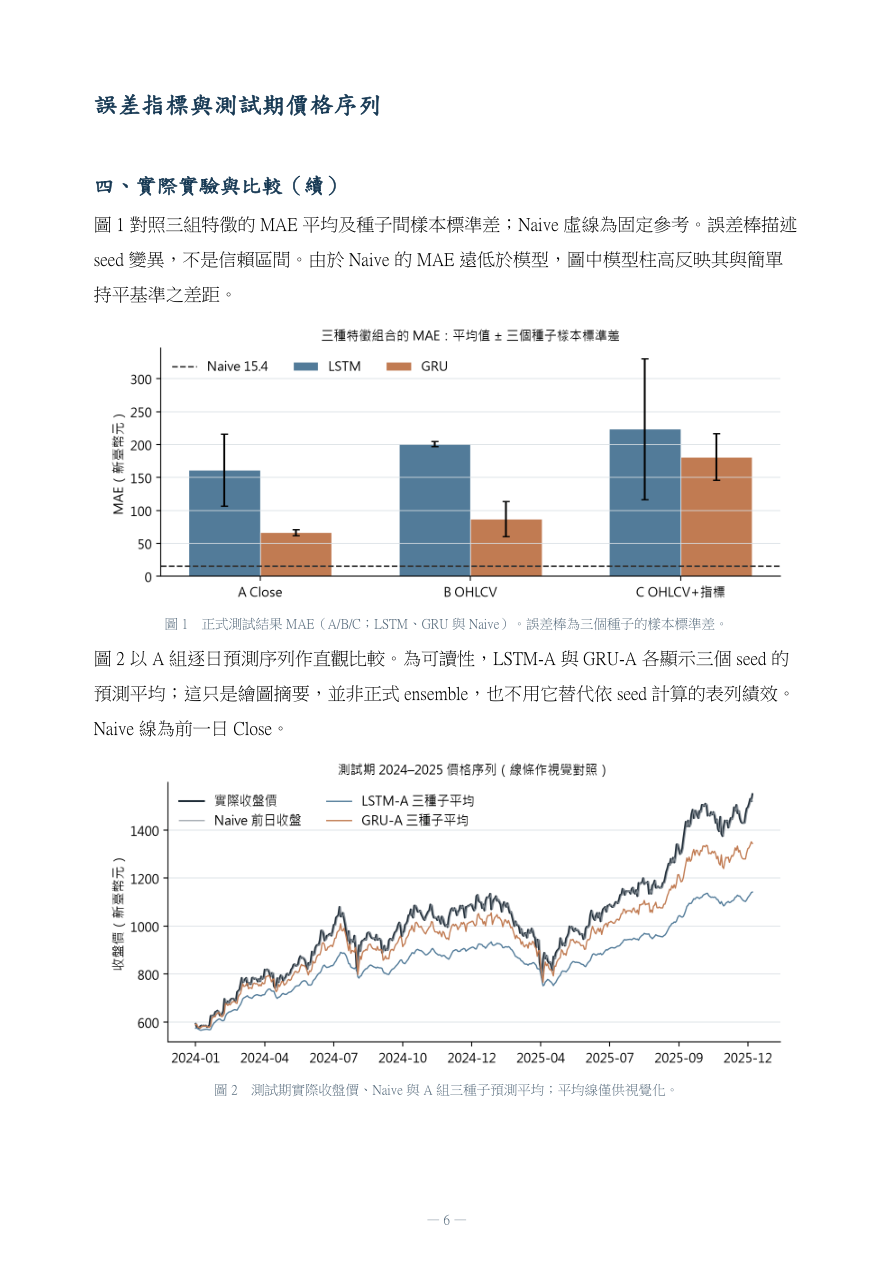 誤差指標與測試期價格序列
四、實際實驗與比較（續）
圖 1 對照三組特徵的 MAE 平均及種子間樣本標準差；Naive 虛線為固定參考。誤差棒描述
seed 變異，不是信賴區間。由於 Naive 的 MAE 遠低於模型，圖中模型柱高反映其與簡單
持平基準之差距。
三種特徵組合的 MAE：平均值 ± 三個種子樣本標準差
Naive 15.4 LSTM GRU
MAE（新臺幣元）
300
250
200
150
100
50
0
A Close B OHLCV C OHLCV+指標
圖 1 正式測試結果 MAE（A/B/C；LSTM、GRU 與 Naive）。誤差棒為三個種子的樣本標準差。
圖 2 以 A 組逐日預測序列作直觀比較。為可讀性，LSTM-A 與 GRU-A 各顯示三個 seed 的
預測平均；這只是繪圖摘要，並非正式 ensemble，也不用它替代依 seed 計算的表列績效。
Naive 線為前一日 Close。
測試期 2024–2025 價格序列（線條作視覺對照）
實際收盤價 LSTM-A 三種子平均
Naive 前日收盤 GRU-A 三種子平均
收盤價（新臺幣元）
1400
1200
1000
800
600
2024-01 2024-04 2024-07 2024-10 2024-12 2025-04 2025-07 2025-09 2025-12
圖 2 測試期實際收盤價、Naive 與 A 組三種子預測平均；平均線僅供視覺化。
— 6 —